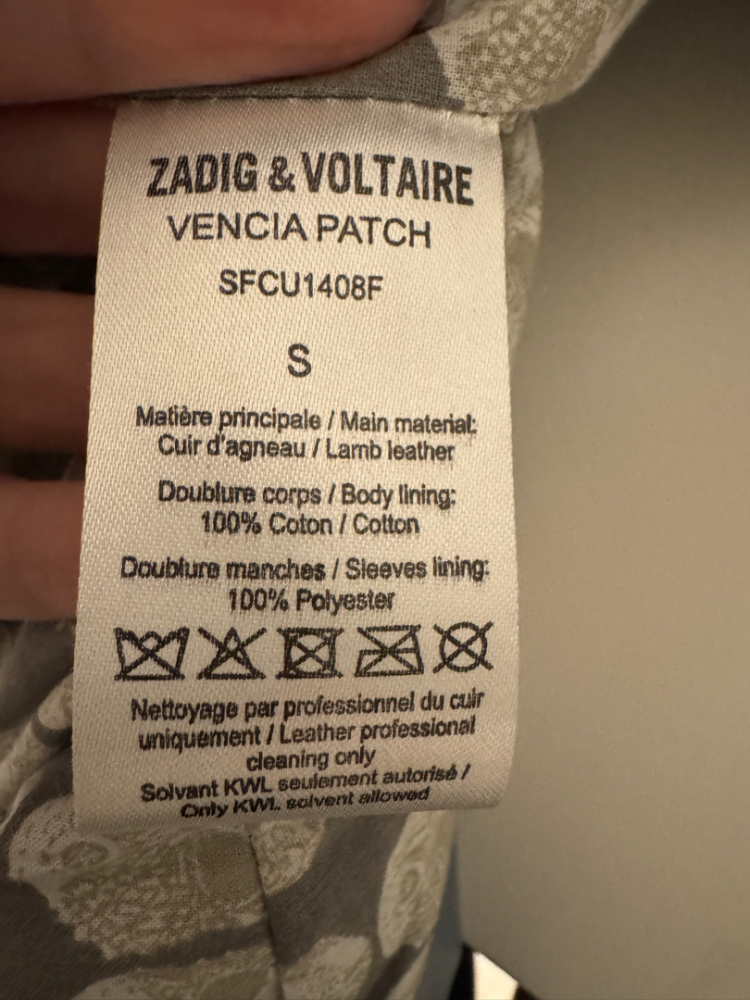 ZADIG & VOLTAIRE
VENCIA PATCH
SFCU1408F
S
Matière principale / Main material:
Cuir d'agneau / Lamb leather
Doublure corps / Body lining:
100% Coton / Cotton
Doublure manches / Sleeves lining:
100% Polyester
Nettoyage par professionnel du cuir
uniquement / Leather professional
cleaning only
Solvant KWL seulement autorisé /
Only KWL solvent allowed